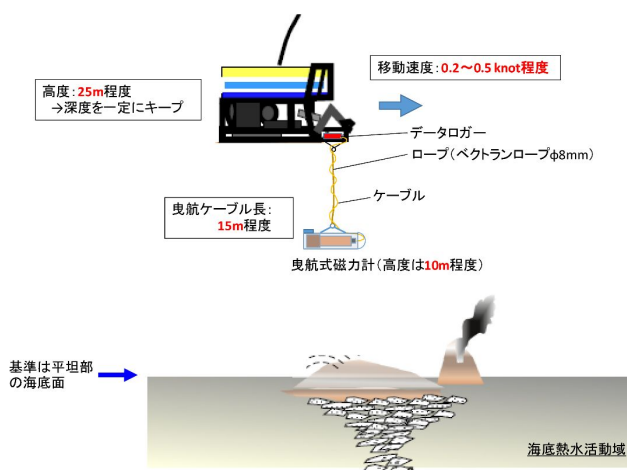 移動速度：0.2～0.5 knot程度
高度：25m程度
→深度を一定にキープ
データロガー
ロープ（ベクトランロープφ8mm）
ケーブル
曳航ケーブル長：
15m程度
曳航式磁力計（高度は10m程度）
基準は平坦部
の海底面
海底熱水活動域